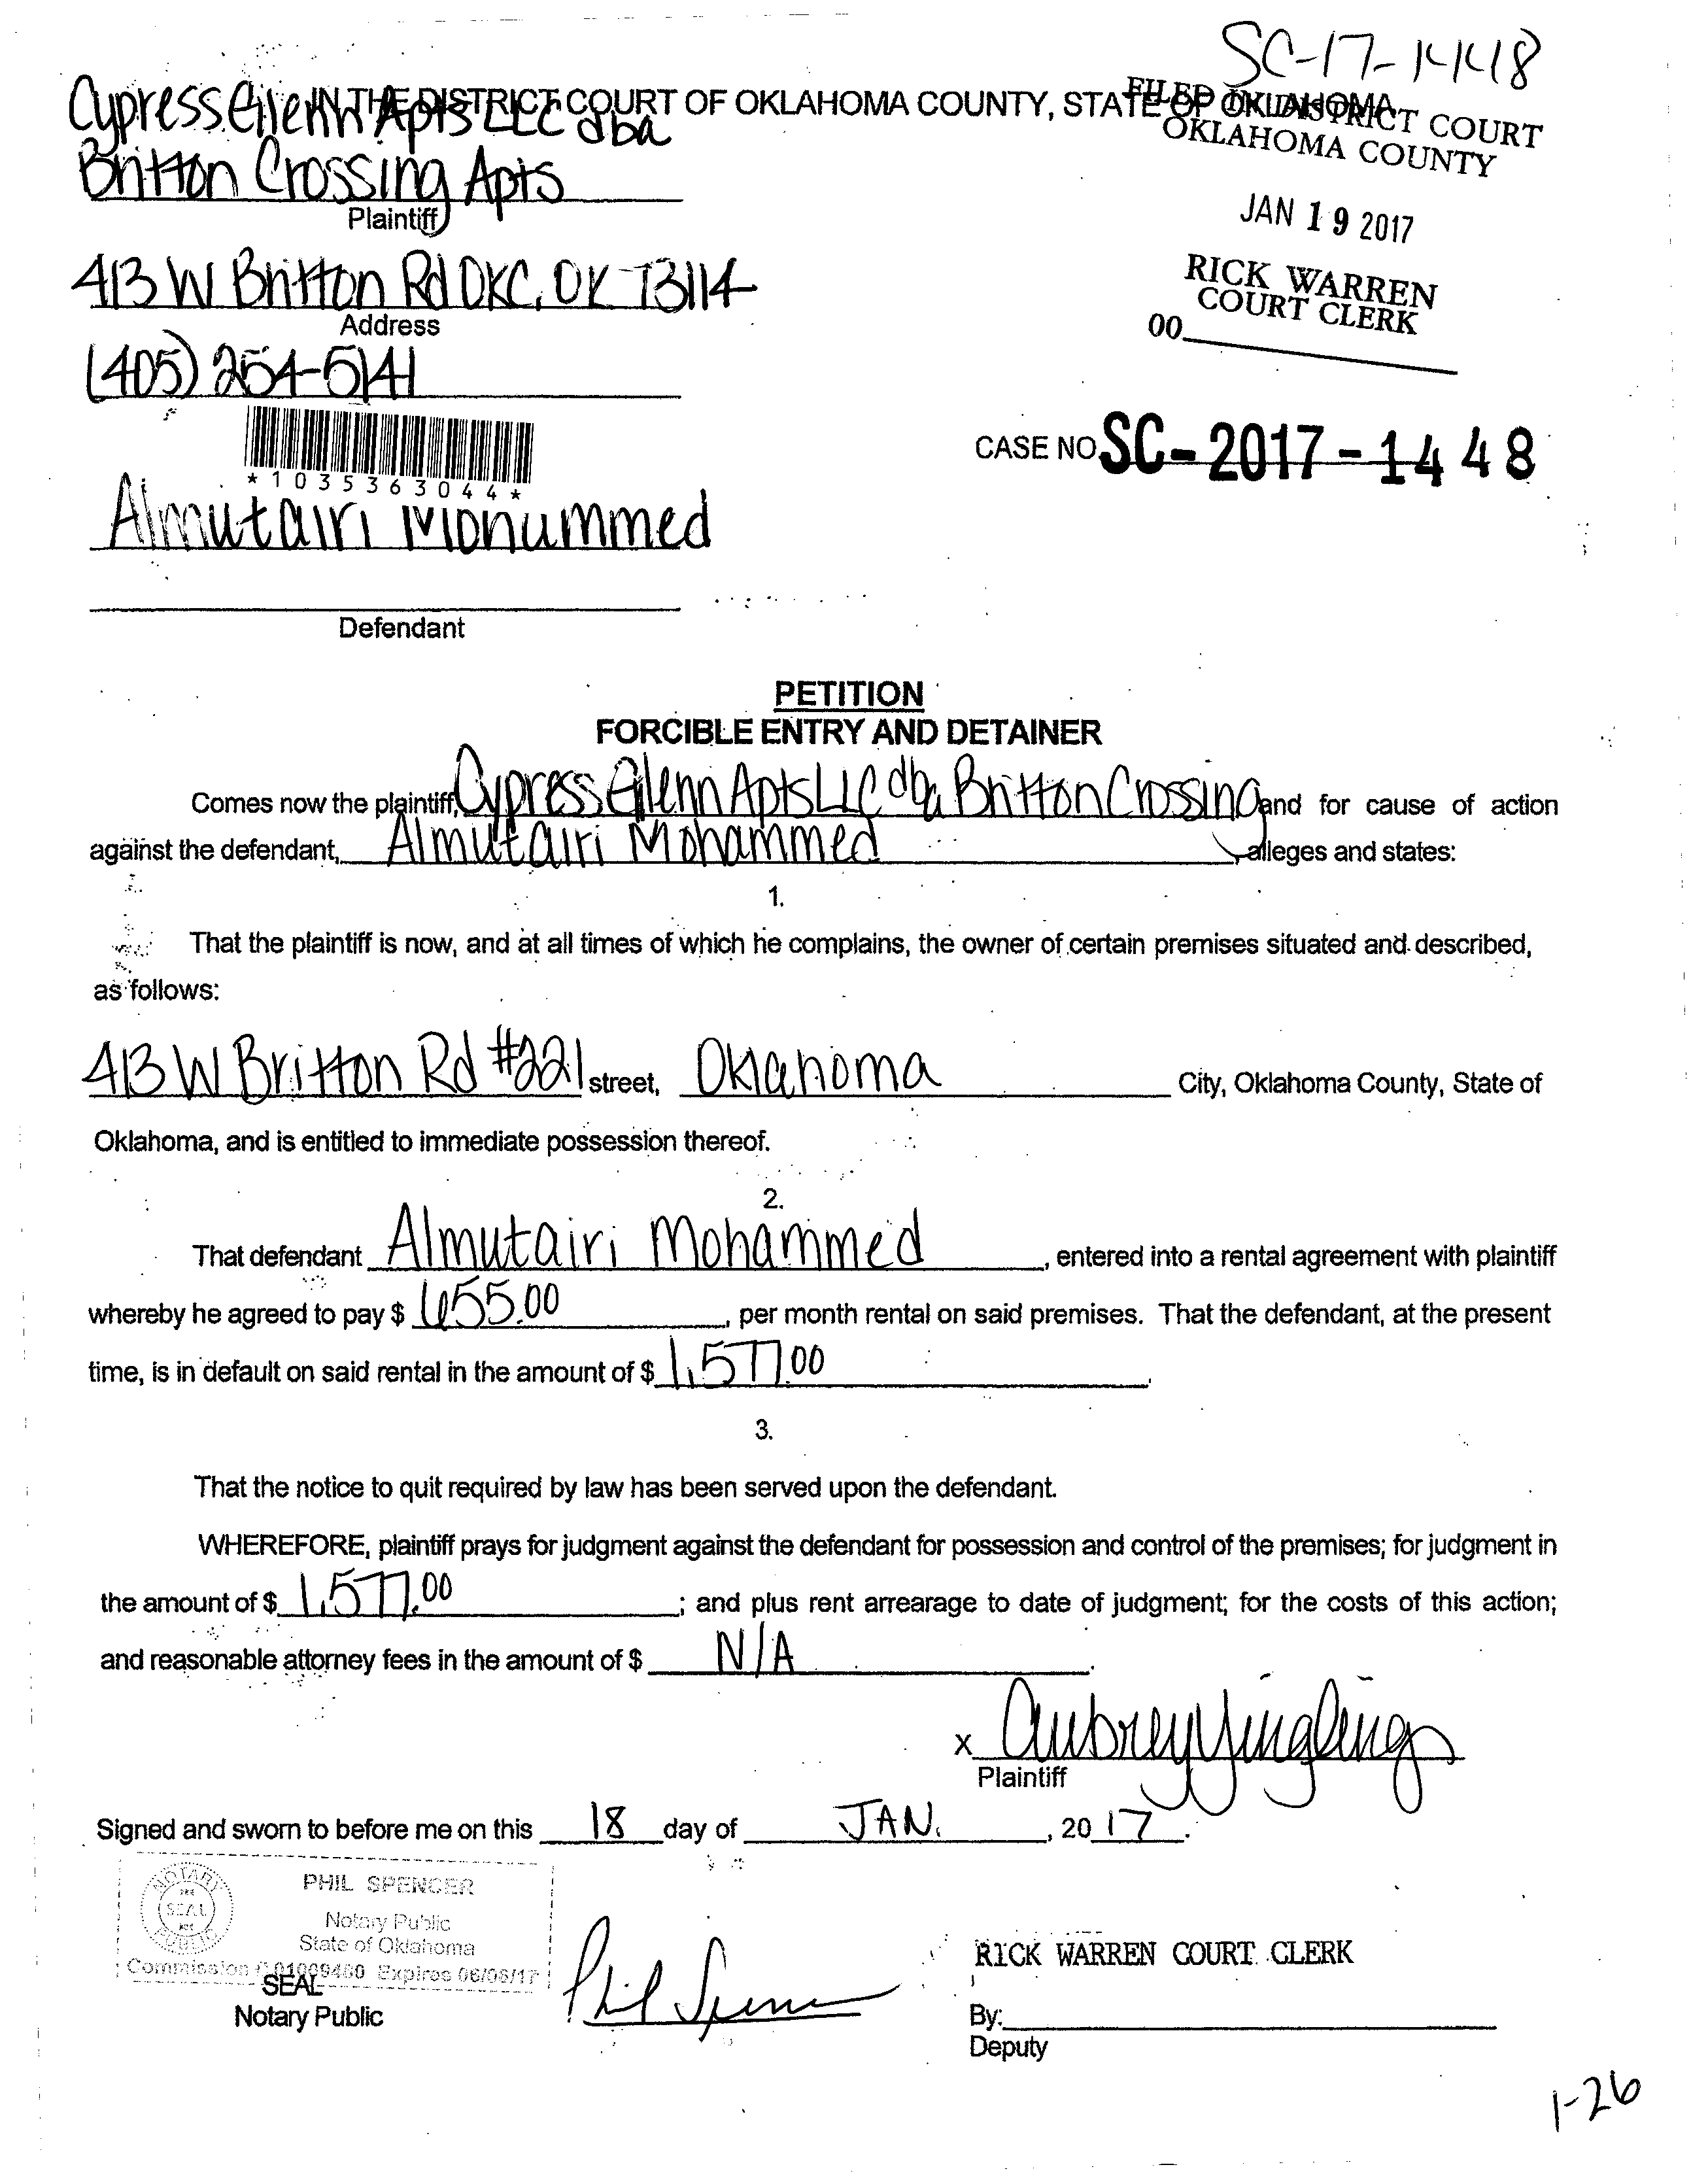 SC-17-1448
IN THE DISTRICT COURT OF OKLAHOMA COUNTY, STATE OF OKLAHOMA
FILED IN DISTRICT COURT
OKLAHOMA COUNTY
JAN 19 2017
RICK WARREN
COURT CLERK
00
Cypress Glenn Apts LLC dba
Britton Crossing Apts
Plaintiff
413 W Britton Rd OKC, OK 73114
Address
(405) 254-5141
*1035363044*
CASE NO. SC-2017-1448
Almutairi Mohammed
Defendant
PETITION
FORCIBLE ENTRY AND DETAINER
Comes now the plaintiff, Cypress Glenn Apts LLC dba Britton Crossing and for cause of action
against the defendant, Almutairi Mohammed, alleges and states:
1.
That the plaintiff is now, and at all times of which he complains, the owner of certain premises situated and described,
as follows:
413 W Britton Rd #221 street, Oklahoma City, Oklahoma County, State of
Oklahoma, and is entitled to immediate possession thereof.
2.
That defendant Almutairi Mohammed, entered into a rental agreement with plaintiff
whereby he agreed to pay $ 655.00, per month rental on said premises. That the defendant, at the present
time, is in default on said rental in the amount of $ 1,577.00.
3.
That the notice to quit required by law has been served upon the defendant.
WHEREFORE, plaintiff prays for judgment against the defendant for possession and control of the premises; for judgment in
the amount of $ 1,577.00; and plus rent arrearage to date of judgment; for the costs of this action;
and reasonable attorney fees in the amount of $ N/A.
x Aubrey Yingling
Plaintiff
Signed and sworn to before me on this 18 day of JAN., 20 17.
PHIL SPENCER
NOTARY
SEAL
PUBLIC
Notary Public
State of Oklahoma
Commission # 01009460 Expires 06/06/17
SEAL
Notary Public
Phil Spencer
RICK WARREN COURT CLERK
By:
Deputy
1-26